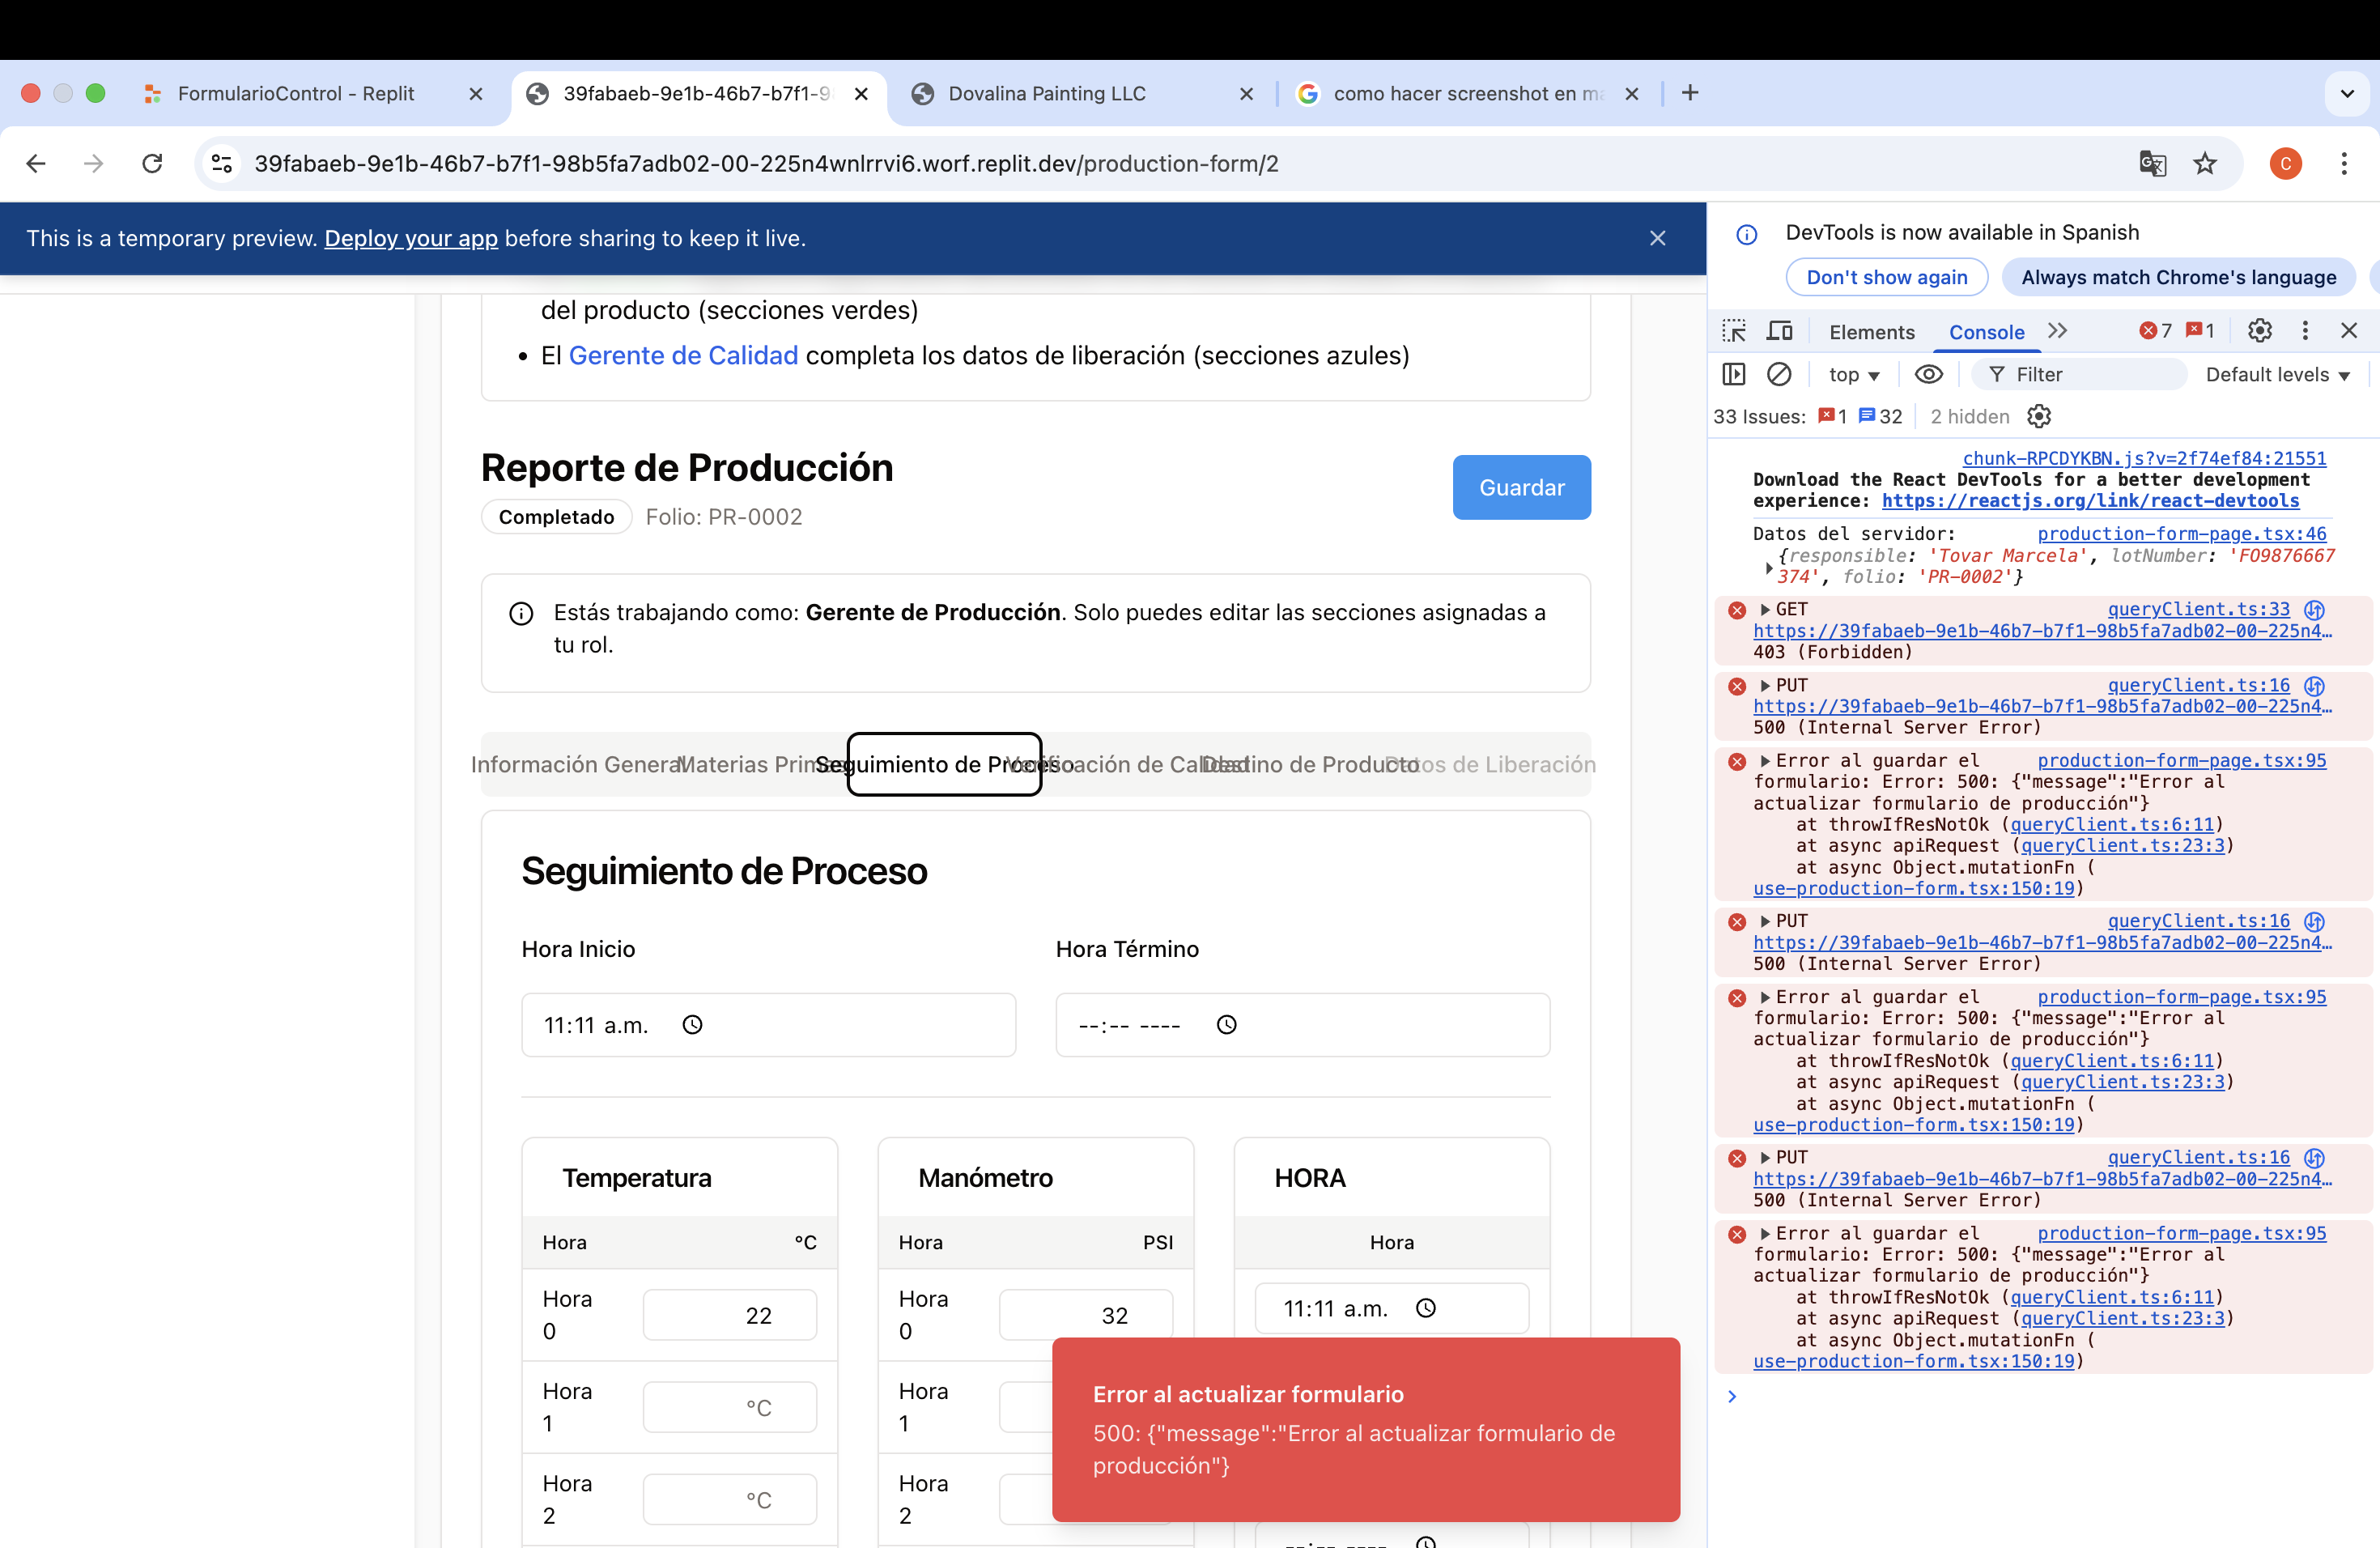 FormularioControl - Replit
39fabaeb-9e1b-46b7-b7f1-9
Dovalina Painting LLC
como hacer screenshot en ma
39fabaeb-9e1b-46b7-b7f1-98b5fa7adb02-00-225n4wnlrrvi6.worf.replit.dev/production-form/2
C
This is a temporary preview. Deploy your app before sharing to keep it live.
del producto (secciones verdes)
• El Gerente de Calidad completa los datos de liberación (secciones azules)
Reporte de Producción
Guardar
Completado
Folio: PR-0002
Estás trabajando como: Gerente de Producción. Solo puedes editar las secciones asignadas a
tu rol.
Información General
Materias Primas
Seguimiento de Proceso
Verificación de Calidad
Destino de Producto
Datos de Liberación
Seguimiento de Proceso
Hora Inicio
Hora Término
11:11 a.m.
--:-- ----
Temperatura
Manómetro
HORA
Hora °C
Hora PSI
Hora
Hora
0
22
Hora
0
32
11:11 a.m.
Hora
1
°C
Hora
1
Hora
2
°C
Hora
2
--:-- ----
Error al actualizar formulario
500: {"message":"Error al actualizar formulario de
producción"}
DevTools is now available in Spanish
Don't show again
Always match Chrome's language
Elements
Console
7
1
top
Filter
Default levels
33 Issues: 1 32
2 hidden
chunk-RPCDYKBN.js?v=2f74ef84:21551
Download the React DevTools for a better development
experience: https://reactjs.org/link/react-devtools
Datos del servidor: production-form-page.tsx:46
{responsible: 'Tovar Marcela', lotNumber: 'FO9876667
374', folio: 'PR-0002'}
GET queryClient.ts:33
https://39fabaeb-9e1b-46b7-b7f1-98b5fa7adb02-00-225n4…
403 (Forbidden)
PUT queryClient.ts:16
https://39fabaeb-9e1b-46b7-b7f1-98b5fa7adb02-00-225n4…
500 (Internal Server Error)
Error al guardar el production-form-page.tsx:95
formulario: Error: 500: {"message":"Error al
actualizar formulario de producción"}
at throwIfResNotOk (queryClient.ts:6:11)
at async apiRequest (queryClient.ts:23:3)
at async Object.mutationFn (
use-production-form.tsx:150:19)
PUT queryClient.ts:16
https://39fabaeb-9e1b-46b7-b7f1-98b5fa7adb02-00-225n4…
500 (Internal Server Error)
Error al guardar el production-form-page.tsx:95
formulario: Error: 500: {"message":"Error al
actualizar formulario de producción"}
at throwIfResNotOk (queryClient.ts:6:11)
at async apiRequest (queryClient.ts:23:3)
at async Object.mutationFn (
use-production-form.tsx:150:19)
PUT queryClient.ts:16
https://39fabaeb-9e1b-46b7-b7f1-98b5fa7adb02-00-225n4…
500 (Internal Server Error)
Error al guardar el production-form-page.tsx:95
formulario: Error: 500: {"message":"Error al
actualizar formulario de producción"}
at throwIfResNotOk (queryClient.ts:6:11)
at async apiRequest (queryClient.ts:23:3)
at async Object.mutationFn (
use-production-form.tsx:150:19)